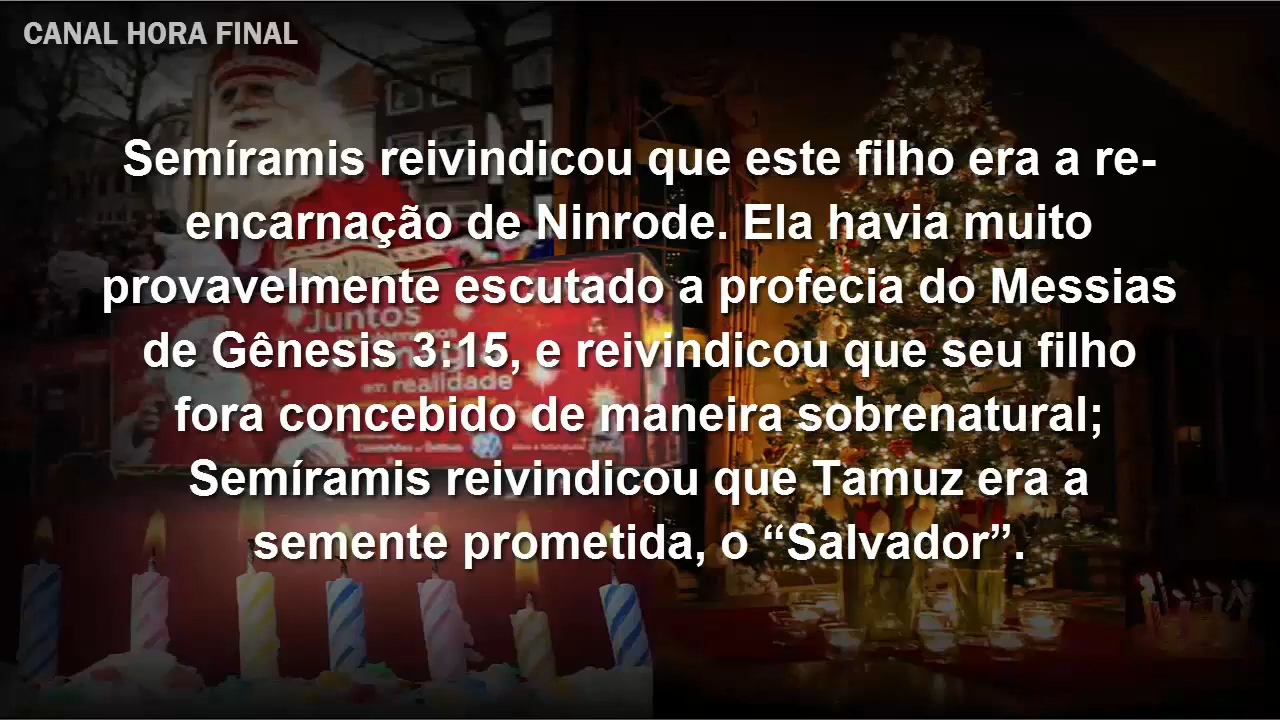 CANAL HORA FINAL
Semíramis reivindicou que este filho era a re-
encarnação de Ninrode. Ela havia muito
provavelmente escutado a profecia do Messias
de Gênesis 3:15, e reivindicou que seu filho
fora concebido de maneira sobrenatural;
Semíramis reivindicou que Tamuz era a
semente prometida, o “Salvador”.
Juntos
em realidade